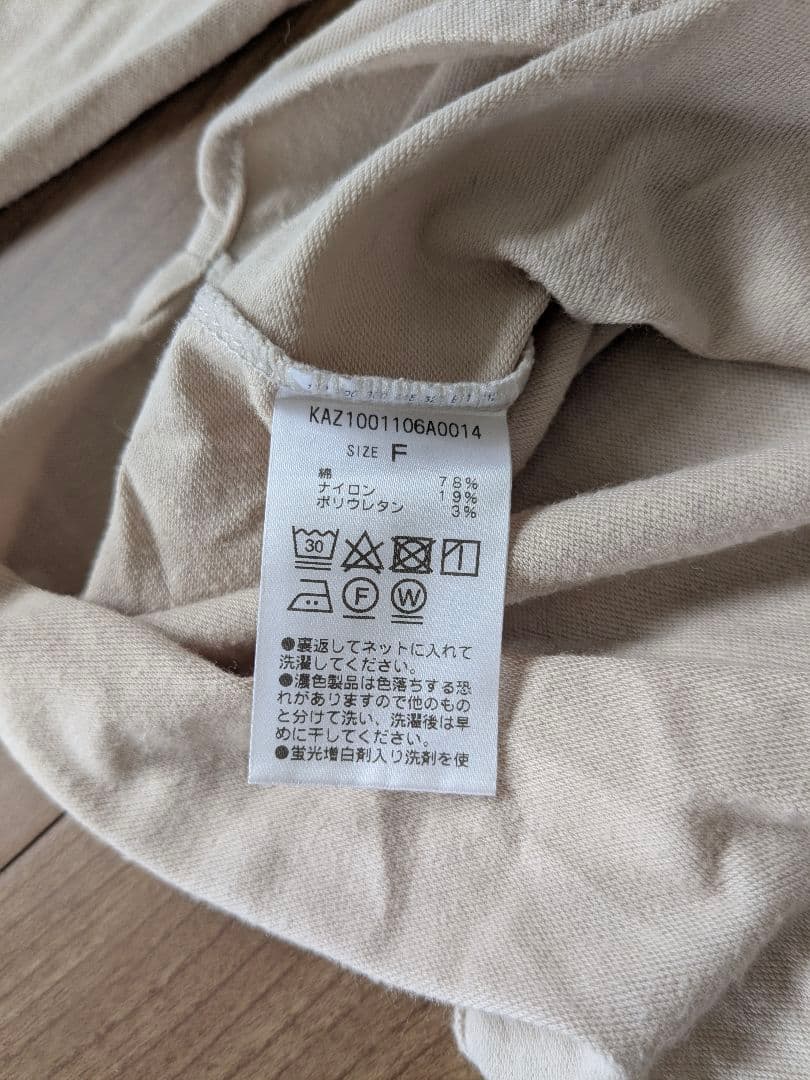 KAZ1001106A0014
SIZE F
綿 78%
ナイロン 19%
ポリウレタン 3%
30
F W
●裏返してネットに入れて
洗濯してください。
●濃色製品は色落ちする恐
れがありますので他のもの
と分けて洗い、洗濯後は早
めに干してください。
●蛍光増白剤入り洗剤を使